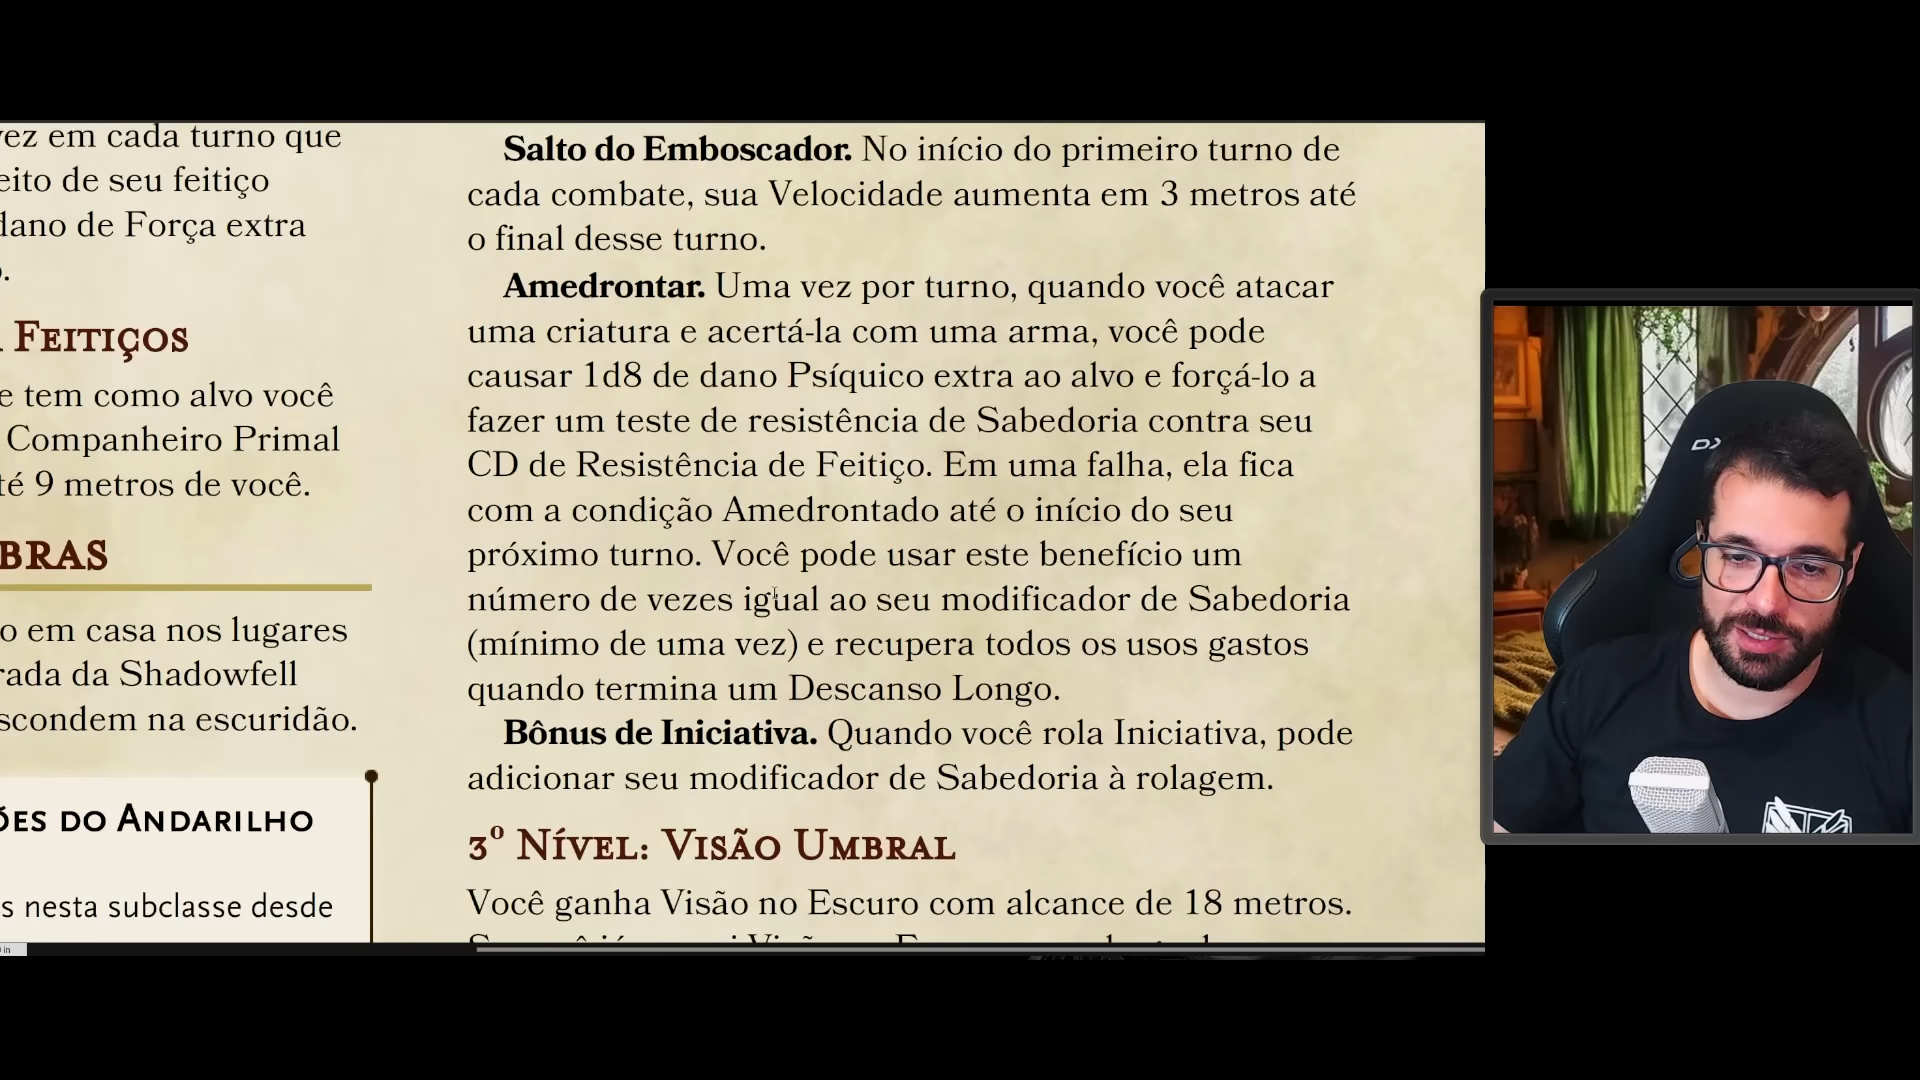 vez em cada turno que
eito de seu feitiço
dano de Força extra
o.
Feitiços
e tem como alvo você
Companheiro Primal
té 9 metros de você.
bras
o em casa nos lugares
rada da Shadowfell
scondem na escuridão.
ões do Andarilho
s nesta subclasse desde
Salto do Emboscador. No início do primeiro turno de
cada combate, sua Velocidade aumenta em 3 metros até
o final desse turno.
Amedrontar. Uma vez por turno, quando você atacar
uma criatura e acertá-la com uma arma, você pode
causar 1d8 de dano Psíquico extra ao alvo e forçá-lo a
fazer um teste de resistência de Sabedoria contra seu
CD de Resistência de Feitiço. Em uma falha, ela fica
com a condição Amedrontado até o início do seu
próximo turno. Você pode usar este benefício um
número de vezes igual ao seu modificador de Sabedoria
(mínimo de uma vez) e recupera todos os usos gastos
quando termina um Descanso Longo.
Bônus de Iniciativa. Quando você rola Iniciativa, pode
adicionar seu modificador de Sabedoria à rolagem.
3º Nível: Visão Umbral
Você ganha Visão no Escuro com alcance de 18 metros.